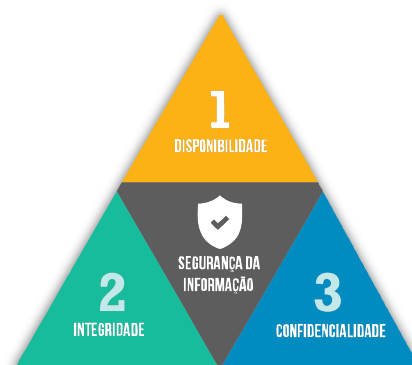 1
DISPONIBILIDADE
SEGURANÇA DA
INFORMAÇÃO
2
INTEGRIDADE
3
CONFIDENCIALIDADE